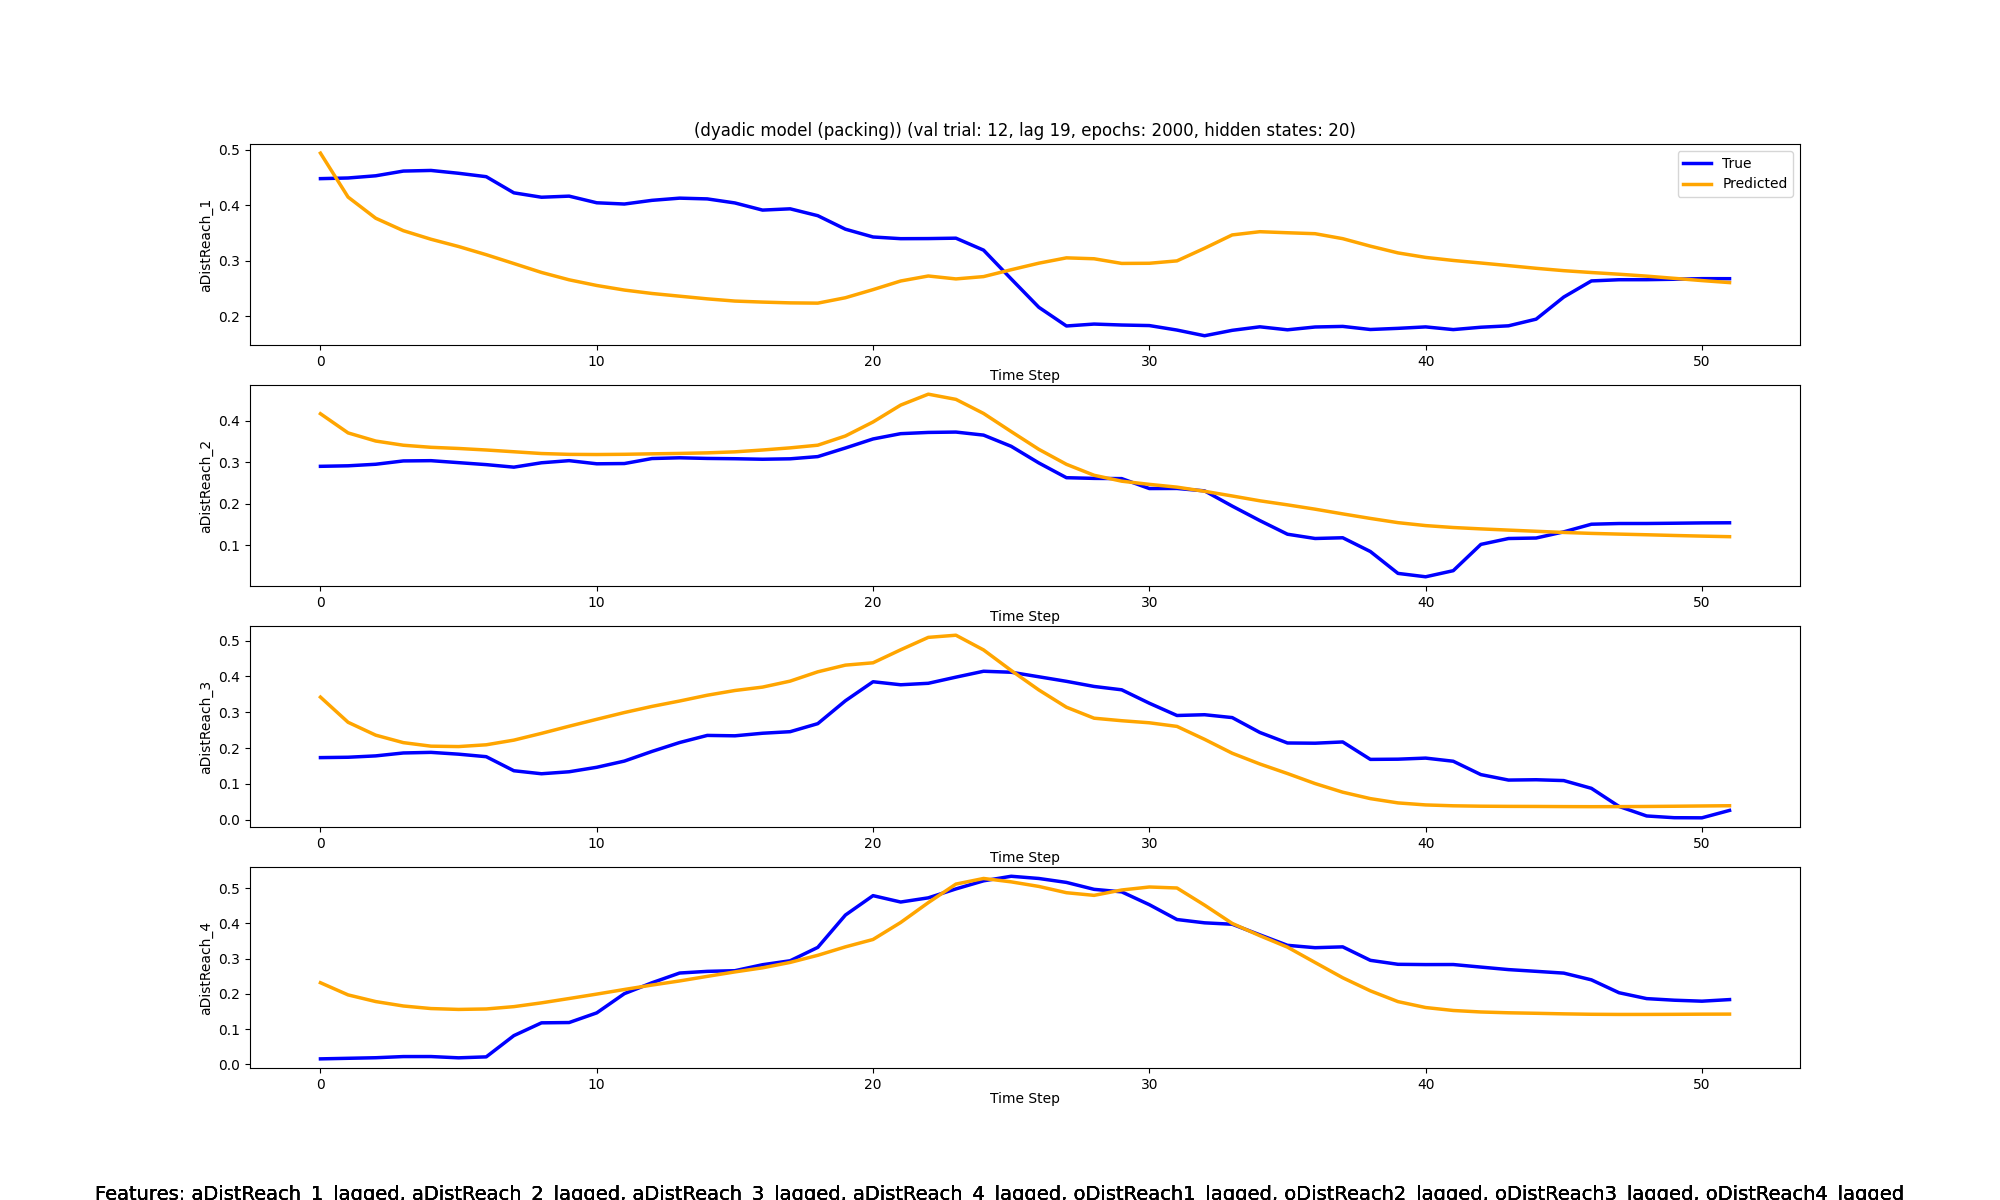 (dyadic model (packing)) (val trial: 12, lag 19, epochs: 2000, hidden states: 20)
True
Predicted
aDistReach_1
0.5
0.4
0.3
0.2
0 10 20 30 40 50
Time Step
aDistReach_2
0.4
0.3
0.2
0.1
0 10 20 30 40 50
Time Step
aDistReach_3
0.5
0.4
0.3
0.2
0.1
0.0
0 10 20 30 40 50
Time Step
aDistReach_4
0.5
0.4
0.3
0.2
0.1
0.0
0 10 20 30 40 50
Time Step
Features: aDistReach_1_lagged, aDistReach_2_lagged, aDistReach_3_lagged, aDistReach_4_lagged, oDistReach1_lagged, oDistReach2_lagged, oDistReach3_lagged, oDistReach4_lagged